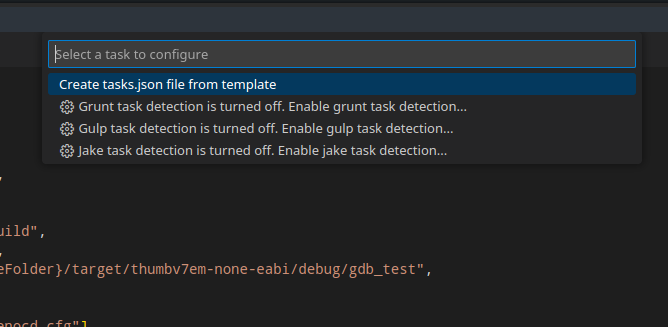 Select a task to configure
Create tasks.json file from template
Grunt task detection is turned off. Enable grunt task detection...
Gulp task detection is turned off. Enable gulp task detection...
Jake task detection is turned off. Enable jake task detection...
,
uild",
,
eFolder}/target/thumbv7em-none-eabi/debug/gdb_test",
enocd.cfg"]